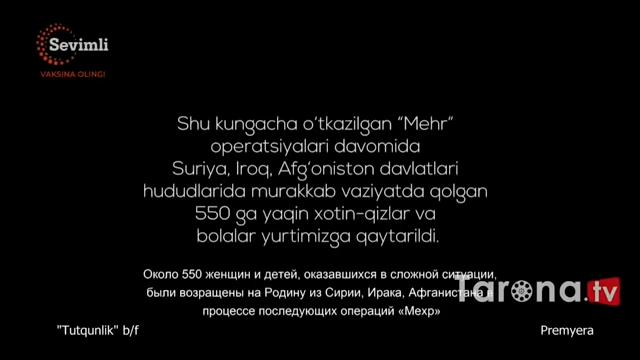 Sevimli
VAKSINA OLING!
Shu kungacha o‘tkazilgan “Mehr”
operatsiyalari davomida
Suriya, Iroq, Afg‘oniston davlatlari
hududlarida murakkab vaziyatda qolgan
550 ga yaqin xotin-qizlar va
bolalar yurtimizga qaytarildi.
Около 550 женщин и детей, оказавшихся в сложной ситуации,
были возращены на Родину из Сирии, Ирака, Афганистана в
процессе последующих операций «Мехр»
Tarona.tv
"Tutqunlik" b/f
Premyera